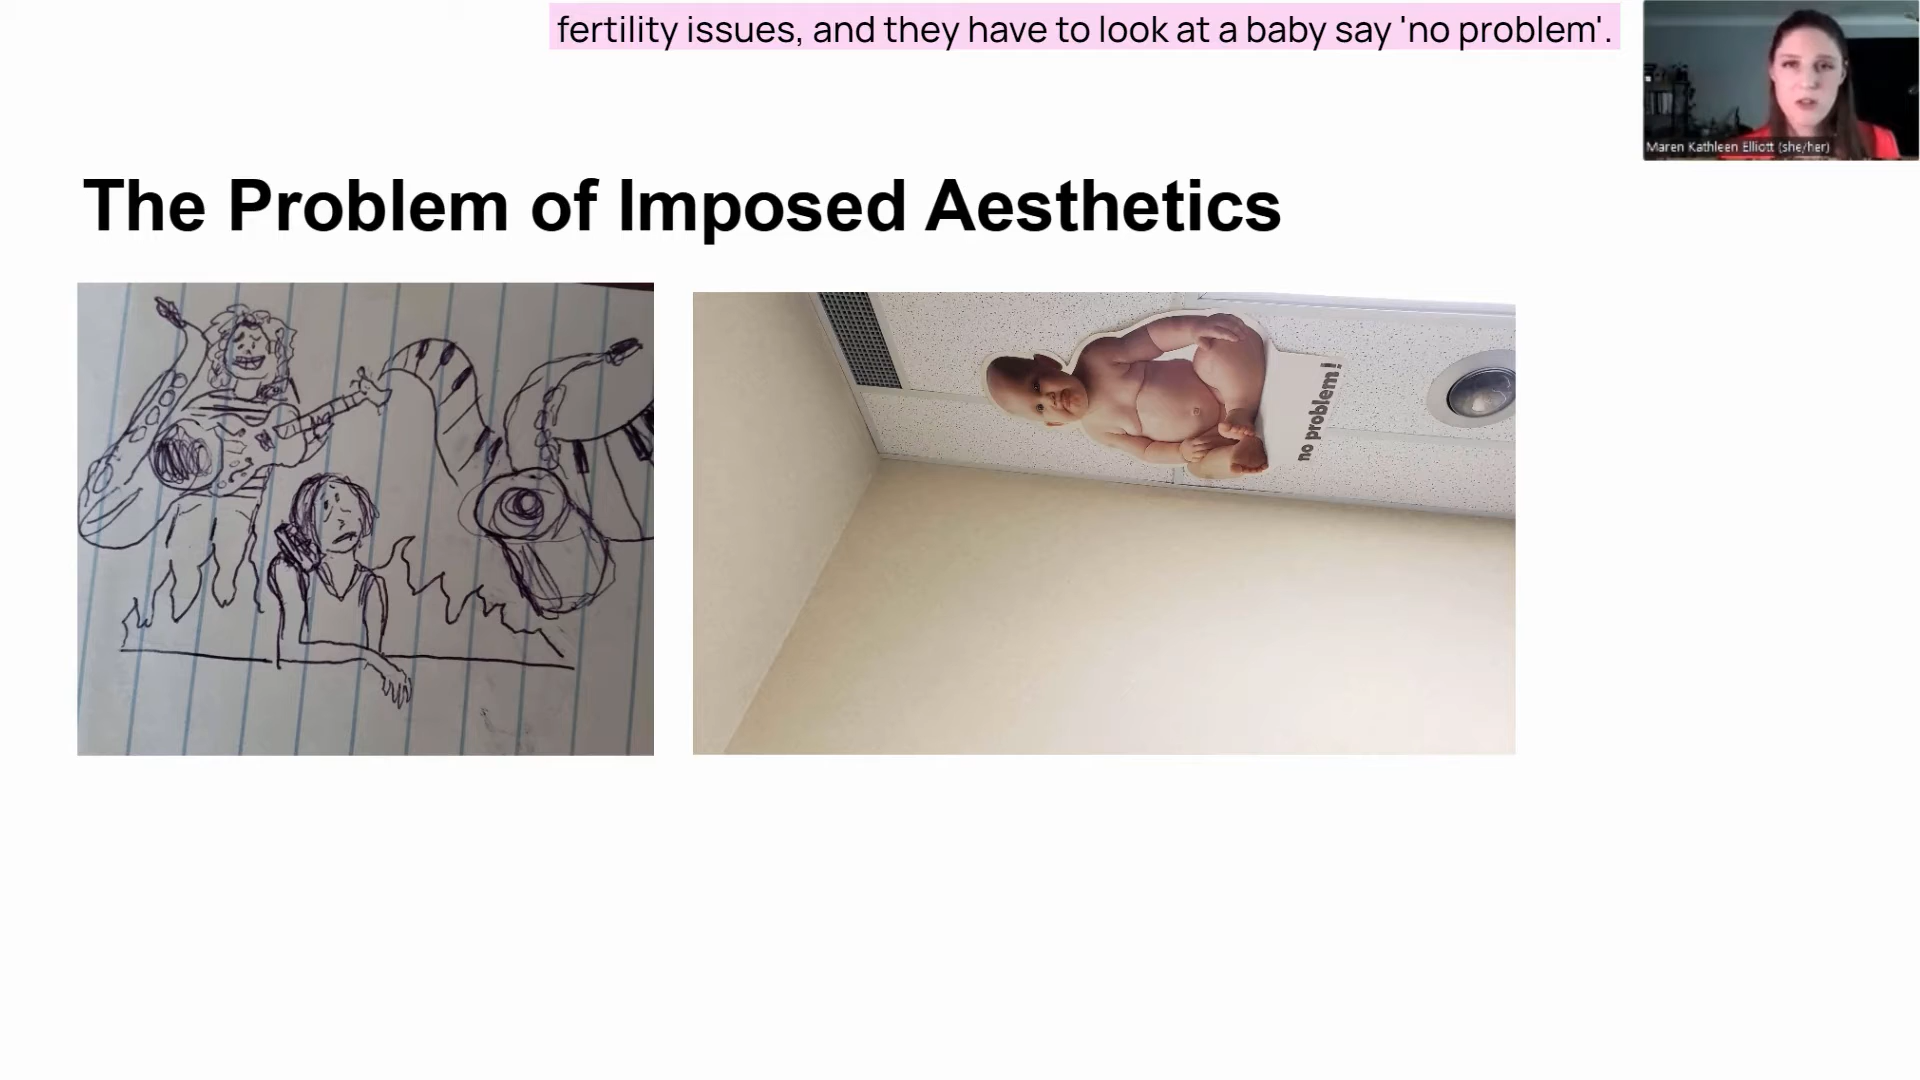 fertility issues, and they have to look at a baby say 'no problem'.
Maren Kathleen Elliott (she/her)
The Problem of Imposed Aesthetics
no problem!